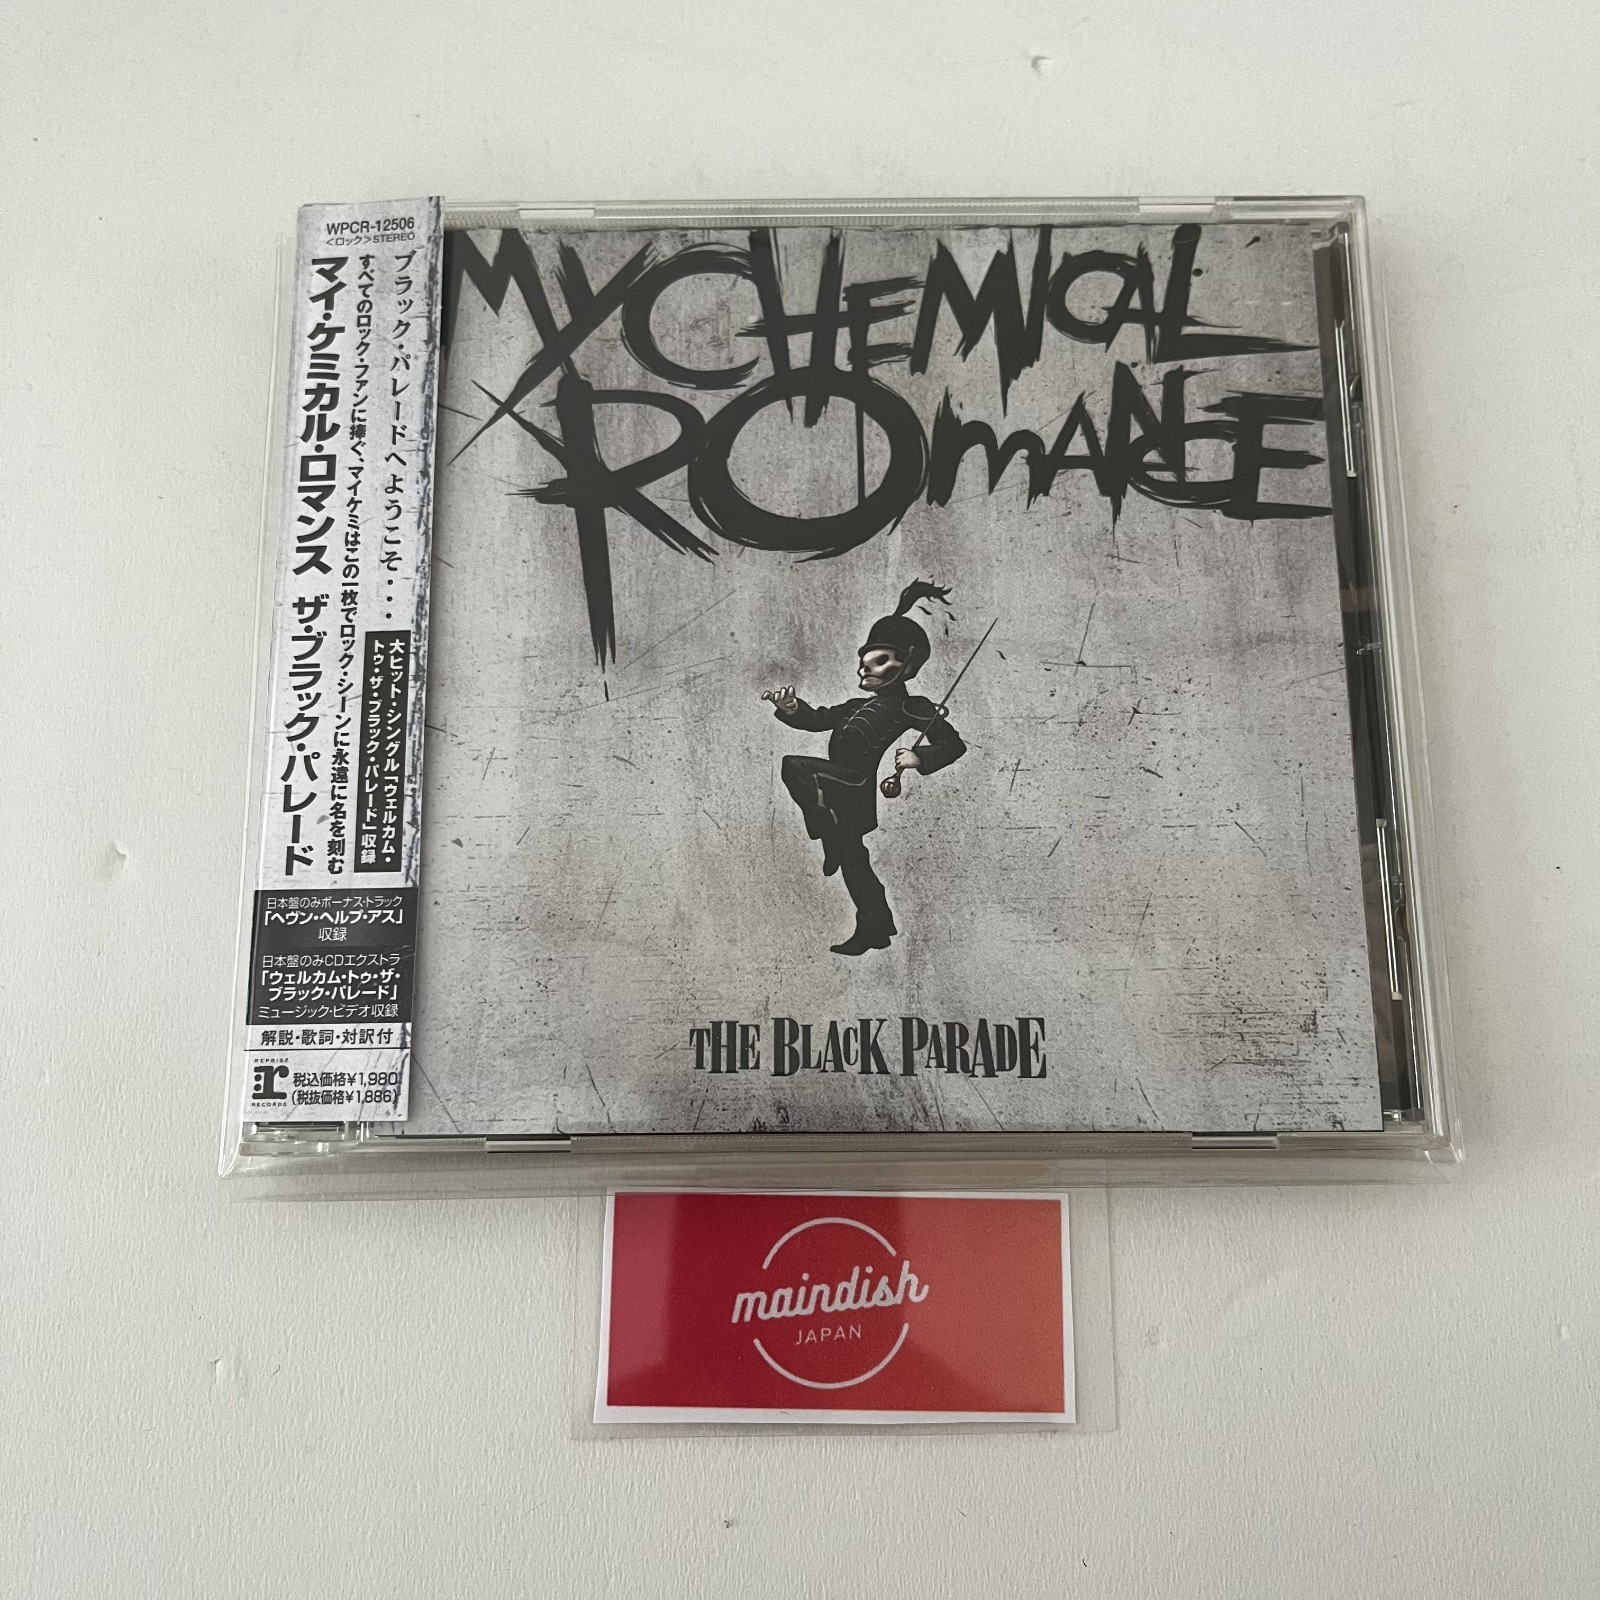 WPCR-12506
<ロック>STEREO
ブラック・パレードへようこそ・・・
すべてのロック・ファンに捧ぐ、マイケミはこの一枚でロック・シーンに永遠に名を刻む
マイ・ケミカル・ロマンス ザ・ブラック・パレード
大ヒット・シングル「ウェルカム・
トゥ・ザ・ブラック・パレード」収録
日本盤のみボーナス・トラック
「ヘヴン・ヘルプ・アス」
収録
日本盤のみCDエクストラ
「ウェルカム・トゥ・ザ・
ブラック・パレード」
ミュージック・ビデオ収録
解説・歌詞・対訳付
REPRISE
r
RECORDS
税込価格¥1,980
(税抜価格¥1,886)
MY CHEMICAL
ROMANCE
THE BLACK PARADE
maindish
JAPAN